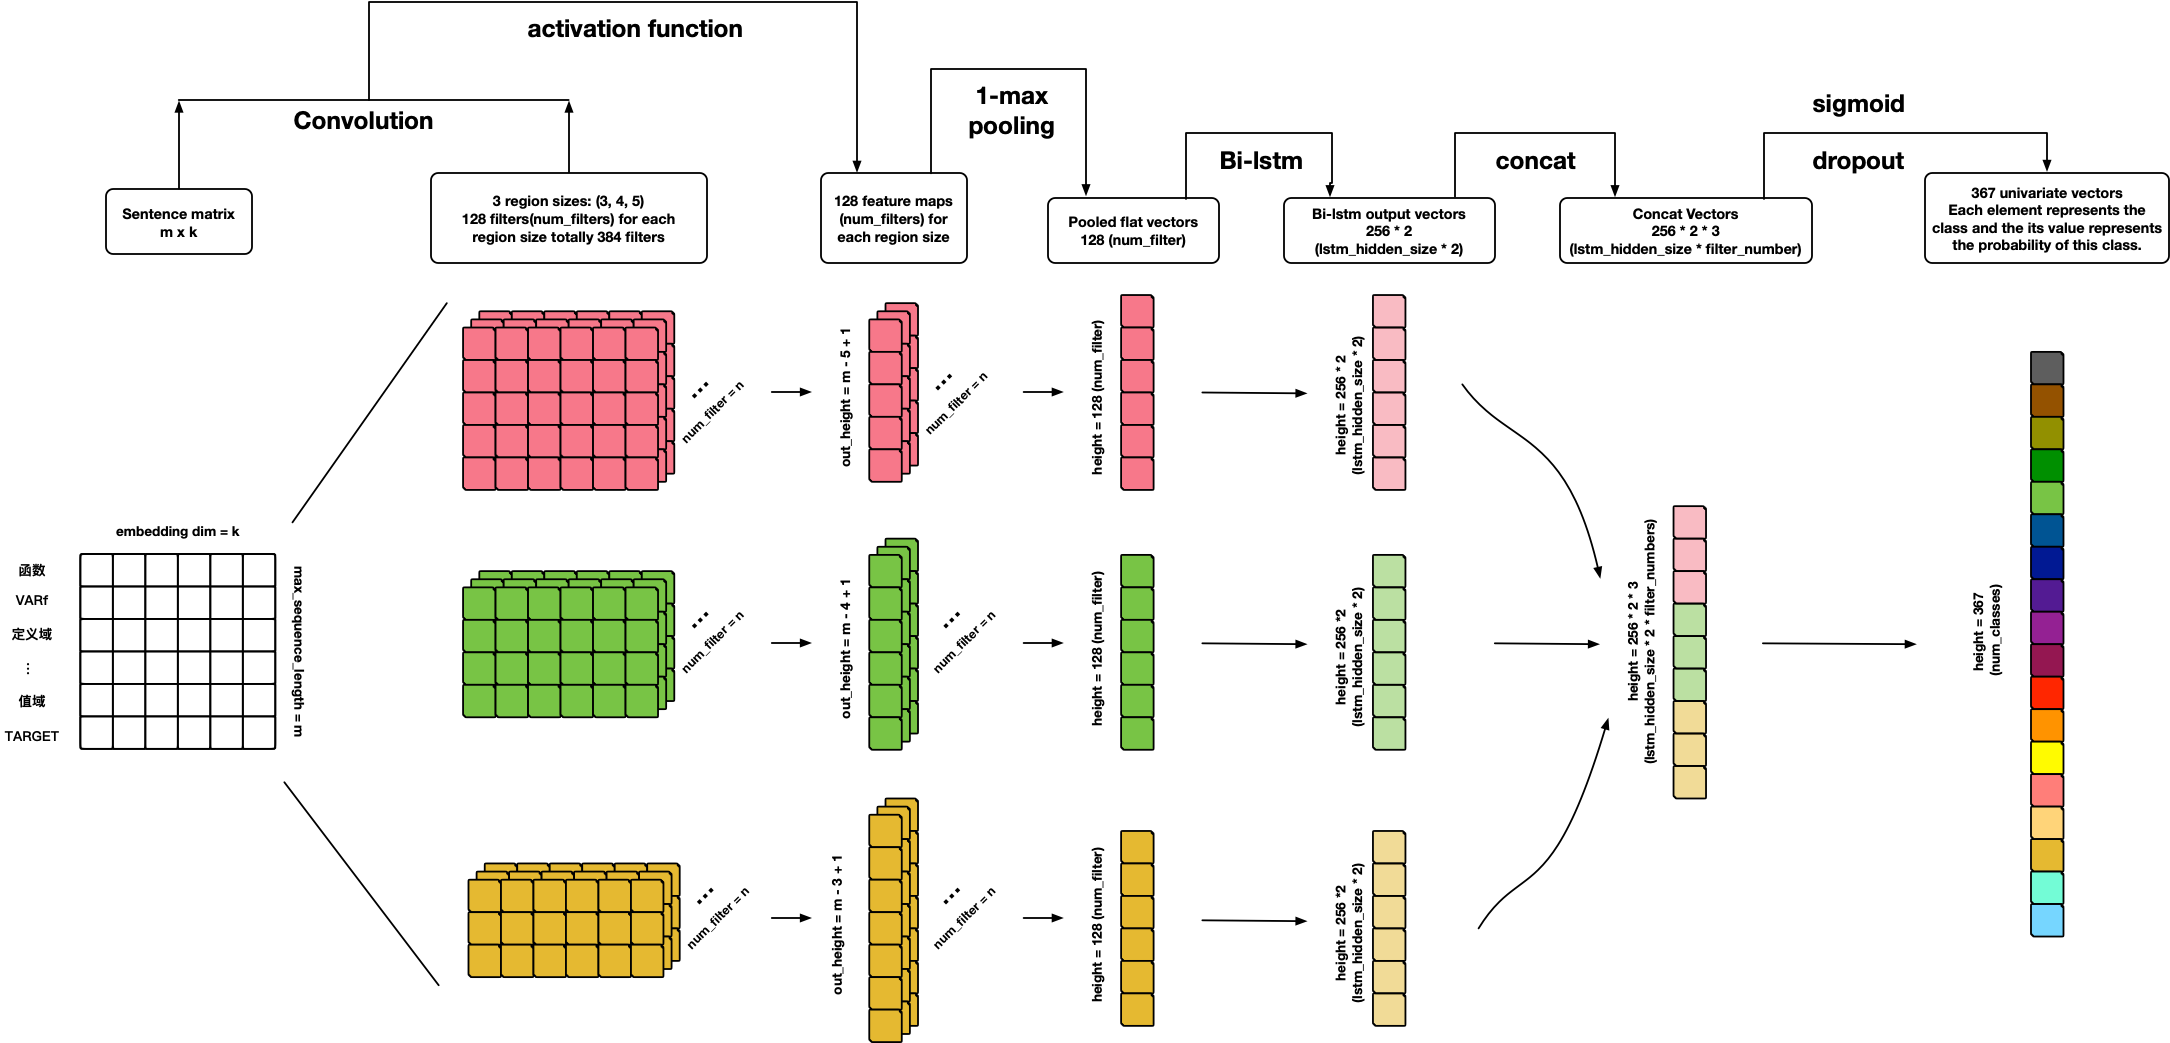 activation function
Convolution
1-max
pooling
Bi-lstm
concat
sigmoid
dropout
Sentence matrix
m x k
3 region sizes: (3, 4, 5)
128 filters(num_filters) for each
region size totally 384 filters
128 feature maps
(num_filters) for
each region size
Pooled flat vectors
128 (num_filter)
Bi-lstm output vectors
256 * 2
(lstm_hidden_size * 2)
Concat Vectors
256 * 2 * 3
(lstm_hidden_size * filter_number)
367 univariate vectors
Each element represents the
class and the its value represents
the probability of this class.
embedding dim = k
函数
VARf
定义域
...
值域
TARGET
max_sequence_length = m
...
num_filter = n
out_height = m - 5 + 1
...
num_filter = n
height = 128 (num_filter)
height = 256 * 2
(lstm_hidden_size * 2)
...
num_filter = n
out_height = m - 4 + 1
...
num_filter = n
height = 128 (num_filter)
height = 256 *2
(lstm_hidden_size * 2)
...
num_filter = n
out_height = m - 3 + 1
...
num_filter = n
height = 128 (num_filter)
height = 256 *2
(lstm_hidden_size * 2)
height = 256 * 2 * 3
(lstm_hidden_size * 2 * filter_numbers)
height = 367
(num_classes)